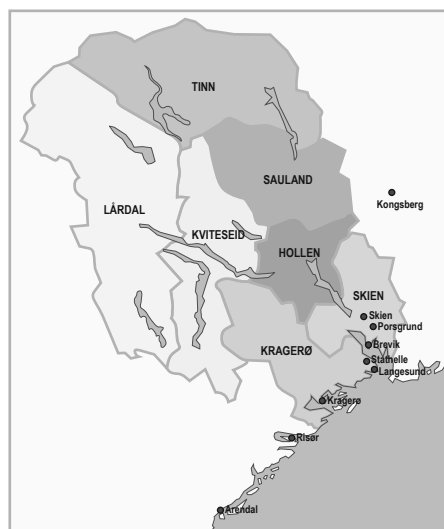 TINN
SAULAND
Kongsberg
LÅRDAL
KVITESEID
HOLLEN
SKIEN
Skien
Porsgrund
Brevik
KRAGERØ
Stathelle
Langesund
Kragerø
Risør
Arendal